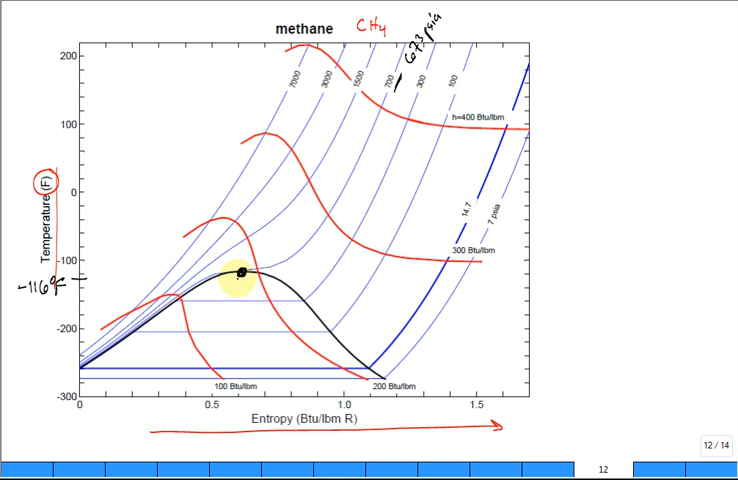 methane CH4
673 psia
200
100
0
-100
-200
-300
Temperature (F)
-116°F
7000
3000
1500
700
300
100
14.7
7 psia
h=400 Btu/lbm
300 Btu/lbm
100 Btu/lbm
200 Btu/lbm
0
0.5
1.0
1.5
Entropy (Btu/lbm R)
12 / 14
12